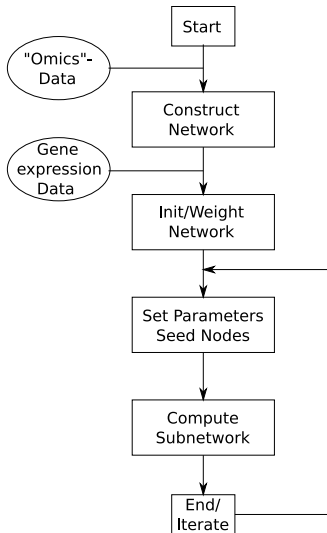 Start
"Omics"-
Data
Construct
Network
Gene
expression
Data
Init/Weight
Network
Set Parameters
Seed Nodes
Compute
Subnetwork
End/
Iterate